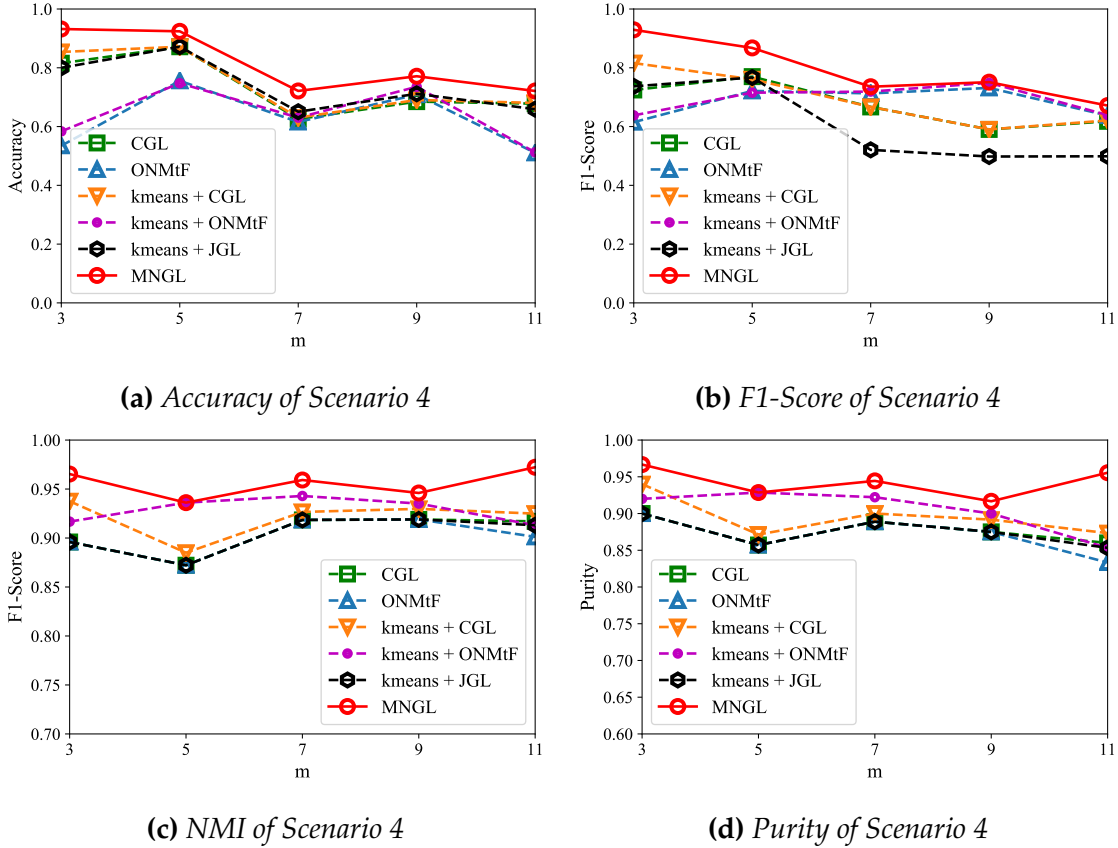 1.0
0.8
0.6
0.4
0.2
0.0
Accuracy
CGL
ONMtF
kmeans + CGL
kmeans + ONMtF
kmeans + JGL
MNGL
3 5 7 9 11
m
(a) Accuracy of Scenario 4
1.0
0.8
0.6
0.4
0.2
0.0
F1-Score
CGL
ONMtF
kmeans + CGL
kmeans + ONMtF
kmeans + JGL
MNGL
3 5 7 9 11
m
(b) F1-Score of Scenario 4
1.00
0.95
0.90
0.85
0.80
0.75
0.70
F1-Score
CGL
ONMtF
kmeans + CGL
kmeans + ONMtF
kmeans + JGL
MNGL
3 5 7 9 11
m
(c) NMI of Scenario 4
1.00
0.95
0.90
0.85
0.80
0.75
0.70
0.65
0.60
Purity
CGL
ONMtF
kmeans + CGL
kmeans + ONMtF
kmeans + JGL
MNGL
3 5 7 9 11
m
(d) Purity of Scenario 4